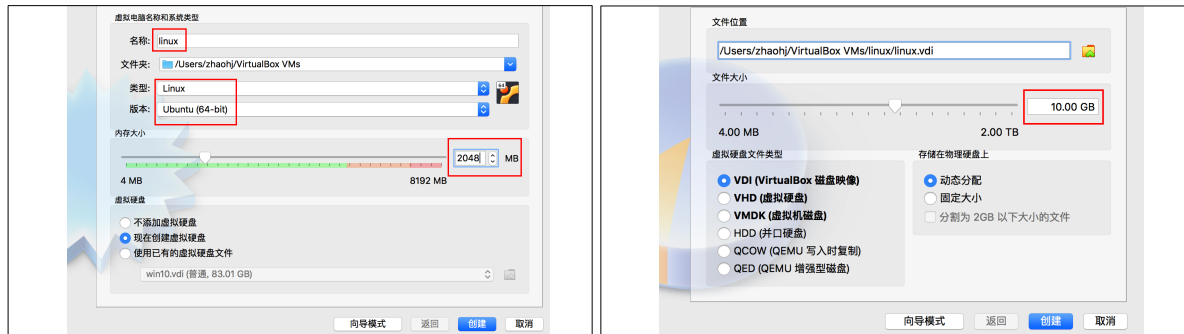 虚拟电脑名称和系统类型
名称: linux
文件夹: /Users/zhaohj/VirtualBox VMs
类型: Linux
版本: Ubuntu (64-bit)
64
内存大小
2048 MB
4 MB 8192 MB
虚拟硬盘
不添加虚拟硬盘
现在创建虚拟硬盘
使用已有的虚拟硬盘文件
win10.vdi (普通, 83.01 GB)
向导模式 返回 创建 取消
文件位置
/Users/zhaohj/VirtualBox VMs/linux/linux.vdi
文件大小
10.00 GB
4.00 MB 2.00 TB
虚拟硬盘文件类型
VDI (VirtualBox 磁盘映像)
VHD (虚拟硬盘)
VMDK (虚拟机磁盘)
HDD (并口硬盘)
QCOW (QEMU 写入时复制)
QED (QEMU 增强型磁盘)
存储在物理硬盘上
动态分配
固定大小
分割为 2GB 以下大小的文件
向导模式 返回 创建 取消